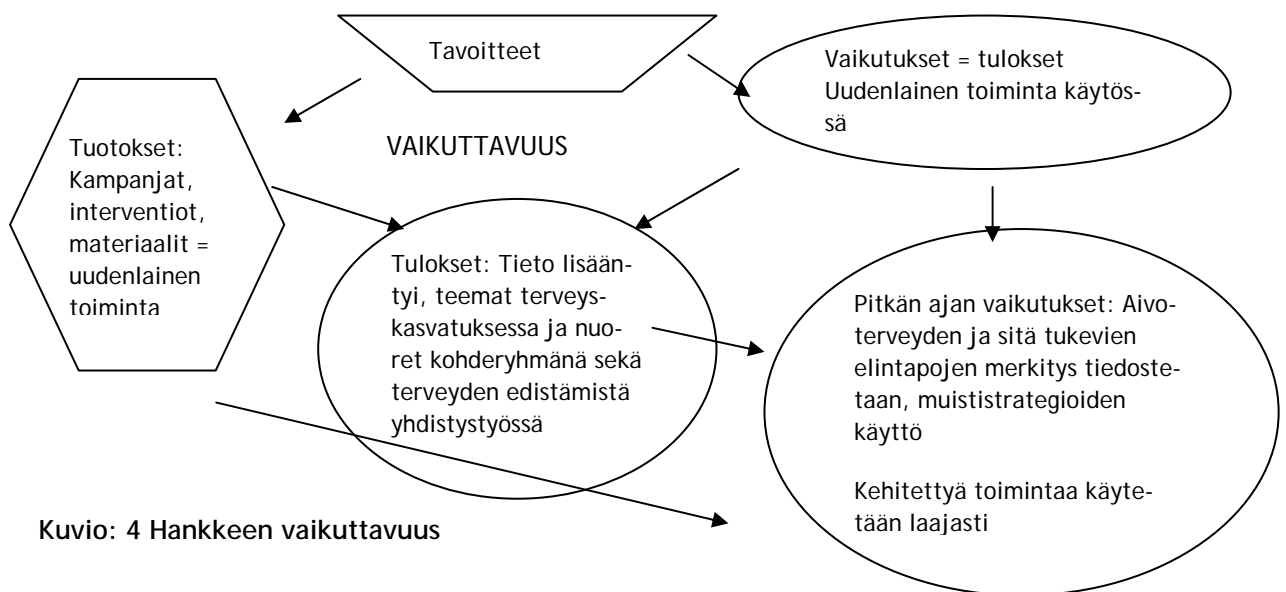 Tavoitteet
Vaikutukset = tulokset
Uudenlainen toiminta käytös-
sä
VAIKUTTAVUUS
Tuotokset:
Kampanjat,
interventiot,
materiaalit =
uudenlainen
toiminta
Tulokset: Tieto lisään-
tyi, teemat terveys-
kasvatuksessa ja nuo-
ret kohderyhmänä sekä
terveyden edistämistä
yhdistystyössä
Pitkän ajan vaikutukset: Aivo-
terveyden ja sitä tukevien
elintapojen merkitys tiedoste-
taan, muististrategioiden
käyttö
Kehitettyä toimintaa käyte-
tään laajasti
Kuvio: 4 Hankkeen vaikuttavuus